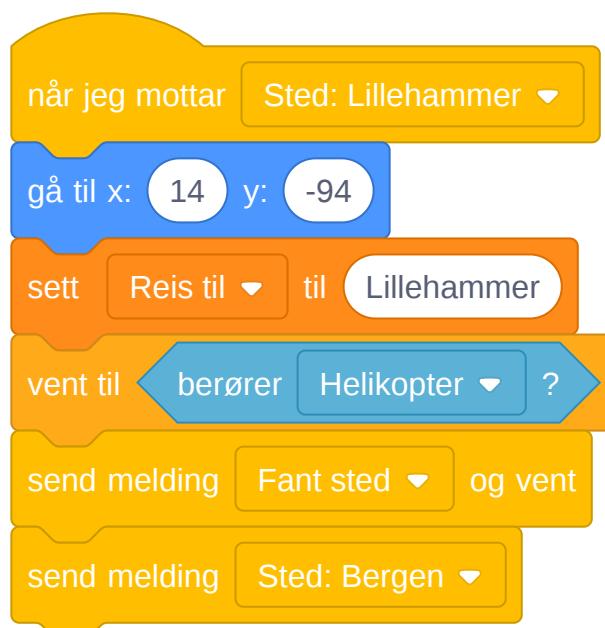 når jeg mottar Sted: Lillehammer
gå til x: 14 y: -94
sett Reis til til Lillehammer
vent til berører Helikopter ?
send melding Fant sted og vent
send melding Sted: Bergen